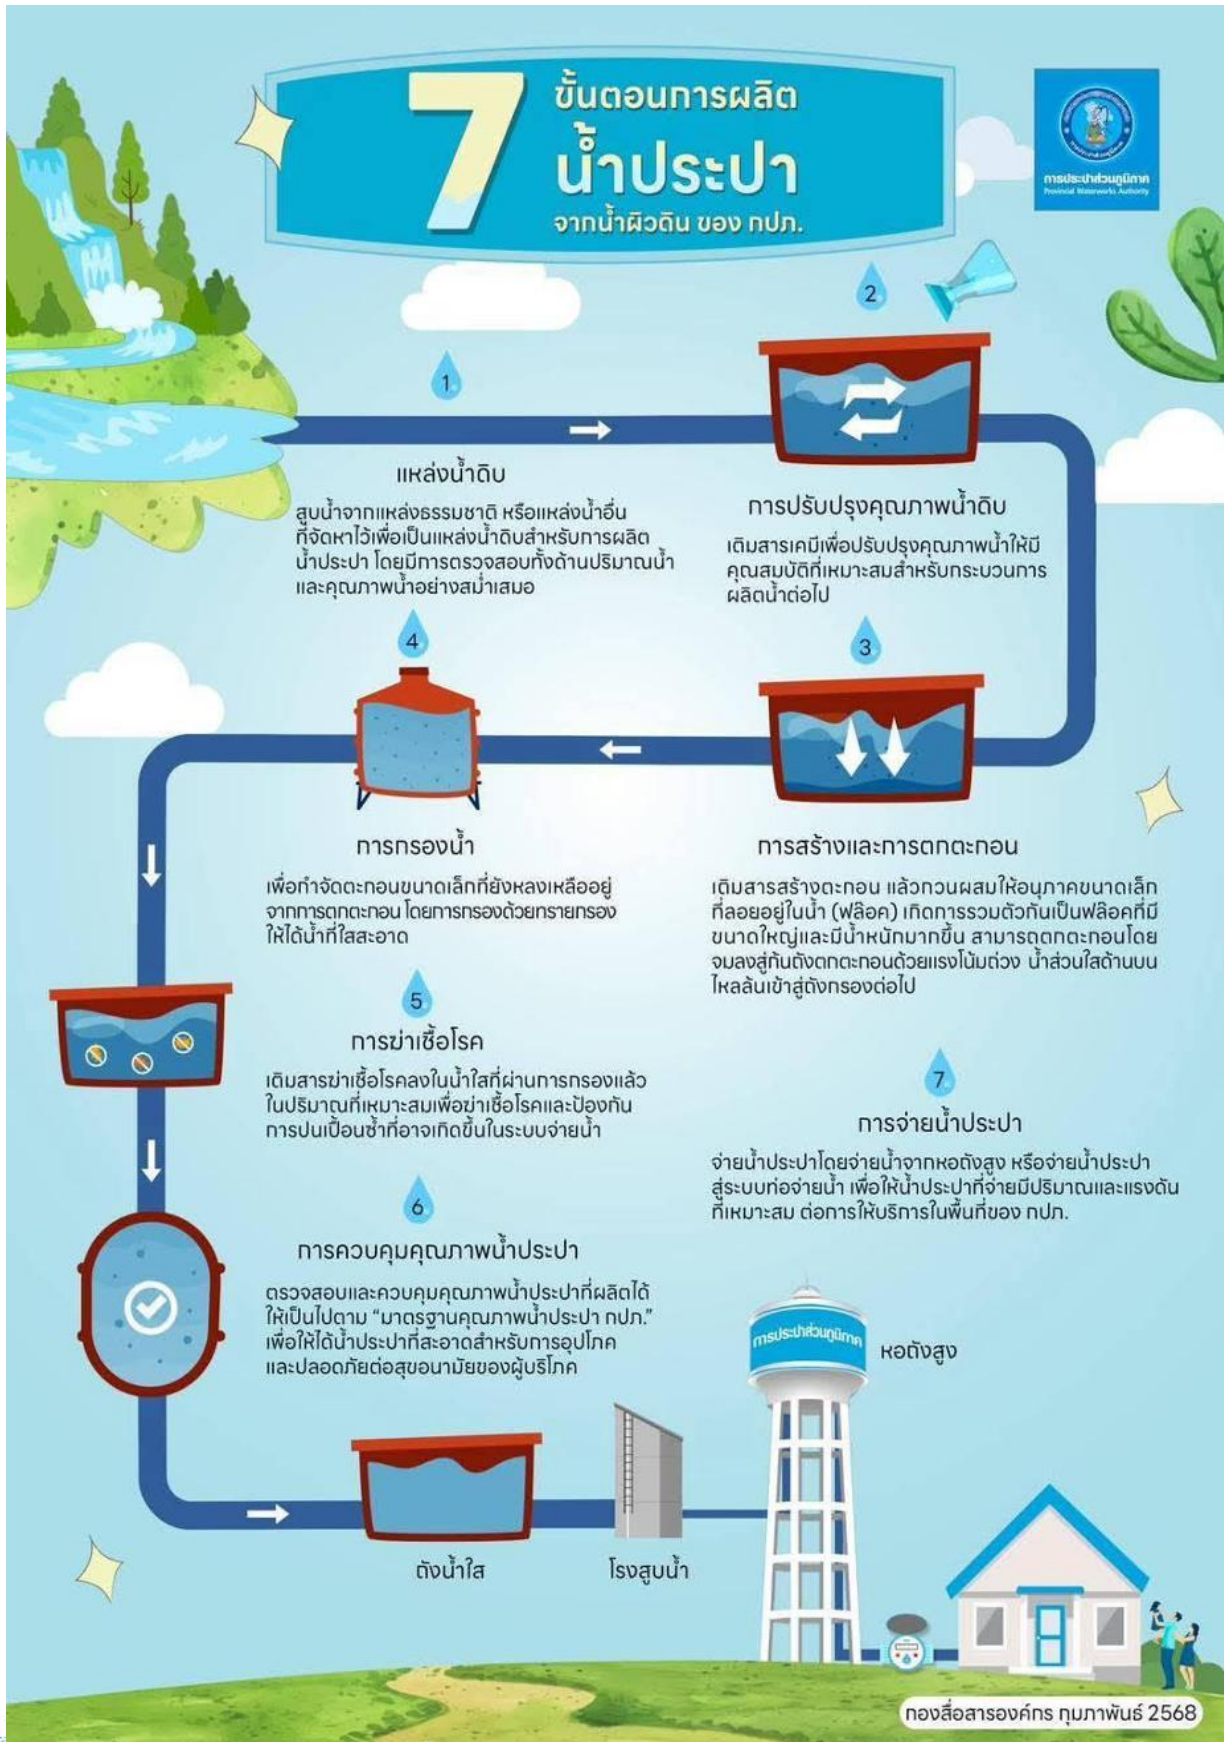 7
ขั้นตอนการผลิต
น้ำประปา
จากน้ำผิวดิน ของ กปภ.
การประปาส่วนภูมิภาค
Provincial Waterworks Authority
1.
แหล่งน้ำดิบ
สูบน้ำจากแหล่งธรรมชาติ หรือแหล่งน้ำอื่น
ที่จัดหาไว้เพื่อเป็นแหล่งน้ำดิบสำหรับการผลิต
น้ำประปา โดยมีการตรวจสอบทั้งด้านปริมาณน้ำ
และคุณภาพน้ำอย่างสม่ำเสมอ
2.
การปรับปรุงคุณภาพน้ำดิบ
เติมสารเคมีเพื่อปรับปรุงคุณภาพน้ำให้มี
คุณสมบัติที่เหมาะสมสำหรับกระบวนการ
ผลิตน้ำต่อไป
3.
การสร้างและการตกตะกอน
เติมสารสร้างตะกอน แล้วกวนผสมให้อนุภาคขนาดเล็ก
ที่ลอยอยู่ในน้ำ (ฟล๊อค) เกิดการรวมตัวกันเป็นฟล๊อคที่มี
ขนาดใหญ่และมีน้ำหนักมากขึ้น สามารถตกตะกอนโดย
จมลงสู่ก้นถังตกตะกอนด้วยแรงโน้มถ่วง น้ำส่วนใสด้านบน
ไหลล้นเข้าสู่ถังกรองต่อไป
4.
การกรองน้ำ
เพื่อกำจัดตะกอนขนาดเล็กที่ยังหลงเหลืออยู่
จากการตกตะกอน โดยการกรองด้วยทรายกรอง
ให้ได้น้ำที่ใสสะอาด
5.
การฆ่าเชื้อโรค
เติมสารฆ่าเชื้อโรคลงในน้ำใสที่ผ่านการกรองแล้ว
ในปริมาณที่เหมาะสมเพื่อฆ่าเชื้อโรคและป้องกัน
การปนเปื้อนซ้ำที่อาจเกิดขึ้นในระบบจ่ายน้ำ
6.
การควบคุมคุณภาพน้ำประปา
ตรวจสอบและควบคุมคุณภาพน้ำประปาที่ผลิตได้
ให้เป็นไปตาม “มาตรฐานคุณภาพน้ำประปา กปภ.”
เพื่อให้ได้น้ำประปาที่สะอาดสำหรับการอุปโภค
และปลอดภัยต่อสุขอนามัยของผู้บริโภค
7.
การจ่ายน้ำประปา
จ่ายน้ำประปาโดยจ่ายน้ำจากหอถังสูง หรือจ่ายน้ำประปา
สู่ระบบท่อจ่ายน้ำ เพื่อให้น้ำประปาที่จ่ายมีปริมาณและแรงดัน
ที่เหมาะสม ต่อการให้บริการในพื้นที่ของ กปภ.
การประปาส่วนภูมิภาค
หอถังสูง
ถังน้ำใส
โรงสูบน้ำ
กองสื่อสารองค์กร กุมภาพันธ์ 2568